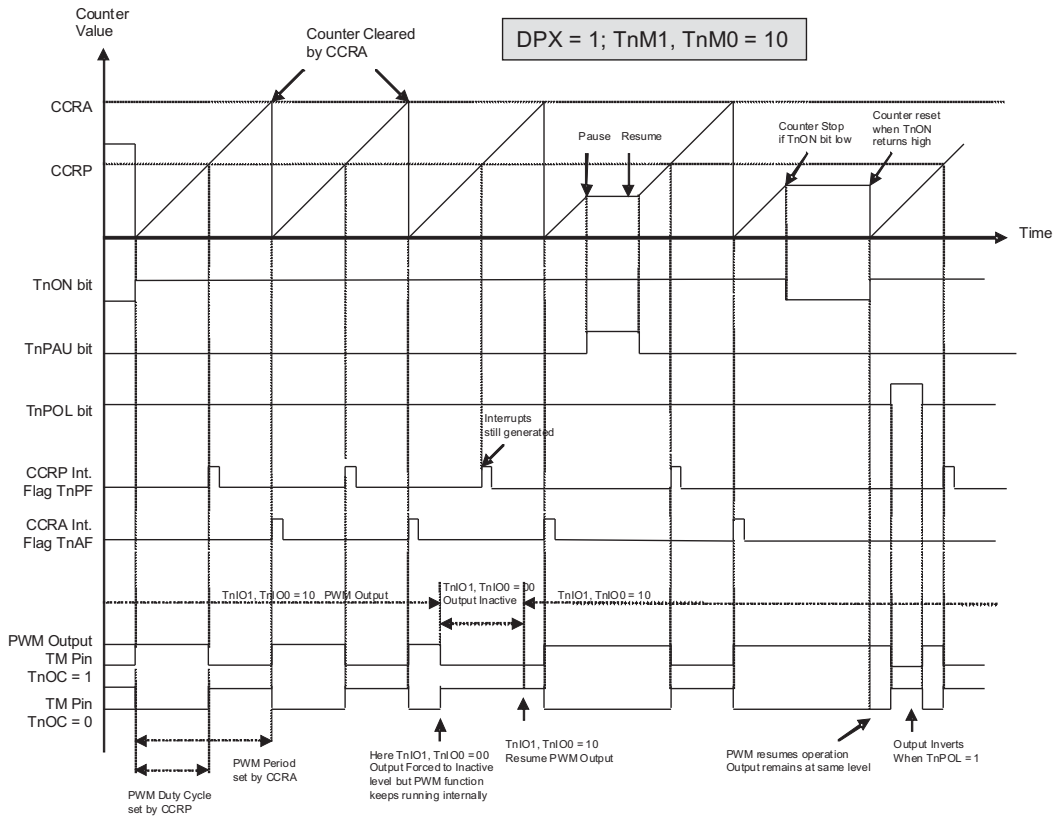 Counter
Value
DPX = 1; TnM1, TnM0 = 10
Counter Cleared
by CCRA
CCRA
Pause
Resume
Counter Stop
if TnON bit low
Counter reset
when TnON
returns high
CCRP
Time
TnON bit
TnPAU bit
TnPOL bit
Interrupts
still generated
CCRP Int.
Flag TnPF
CCRA Int.
Flag TnAF
TnIO1, TnIO0 = 10 PWM Output
TnIO1, TnIO0 = 00
Output Inactive
TnIO1, TnIO0 = 10
PWM Output
TM Pin
TnOC = 1
TM Pin
TnOC = 0
PWM Period
set by CCRA
PWM Duty Cycle
set by CCRP
Here TnIO1, TnIO0 = 00
Output Forced to Inactive
level but PWM function
keeps running internally
TnIO1, TnIO0 = 10
Resume PWM Output
PWM resumes operation
Output remains at same level
Output Inverts
When TnPOL = 1